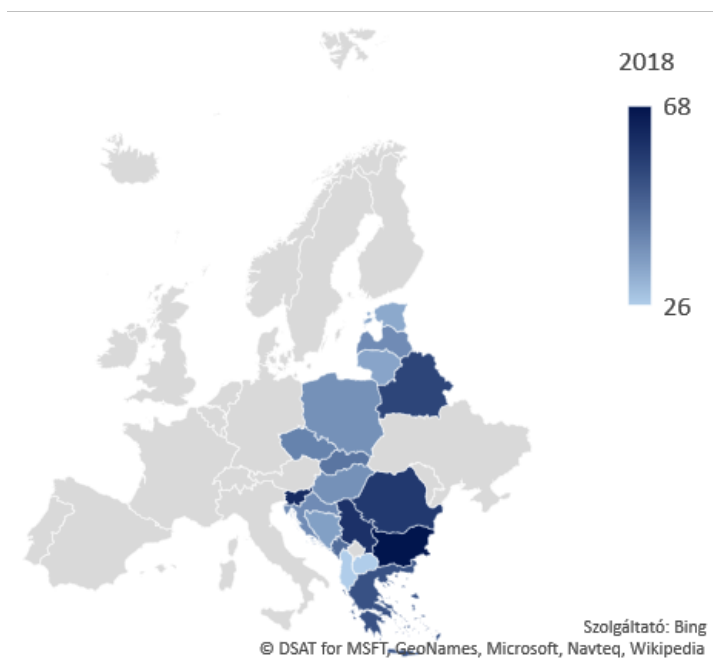 2018
68
26
Szolgáltató: Bing
© DSAT for MSFT, GeoNames, Microsoft, Navteq, Wikipedia